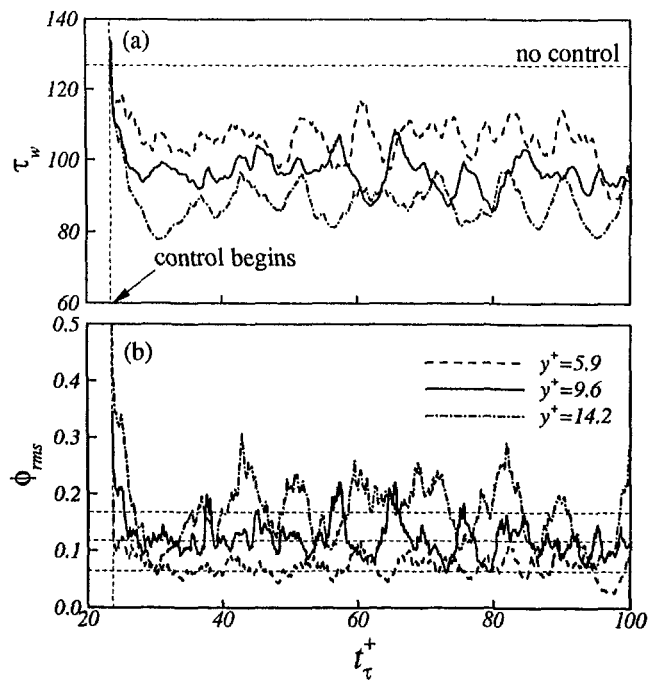 140
(a)
no control
120
τw
100
80
control begins
60
0.5
(b)
y+=5.9
0.4
y+=9.6
y+=14.2
0.3
ϕrms
0.2
0.1
0.0
20 40 60 80 100
tτ+